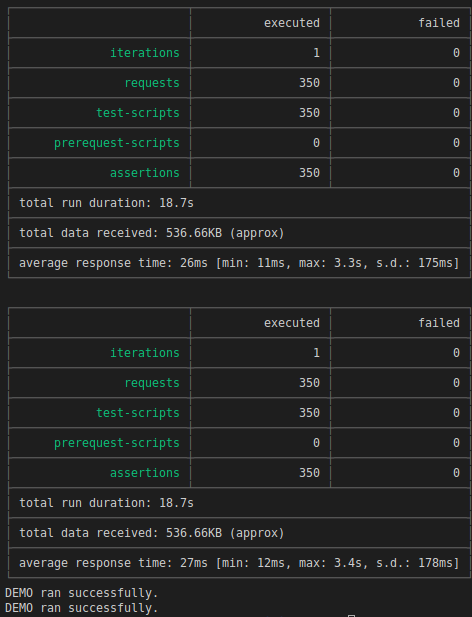 executed failed
iterations 1 0
requests 350 0
test-scripts 350 0
prerequest-scripts 0 0
assertions 350 0
total run duration: 18.7s
total data received: 536.66KB (approx)
average response time: 26ms [min: 11ms, max: 3.3s, s.d.: 175ms]
executed failed
iterations 1 0
requests 350 0
test-scripts 350 0
prerequest-scripts 0 0
assertions 350 0
total run duration: 18.7s
total data received: 536.66KB (approx)
average response time: 27ms [min: 12ms, max: 3.4s, s.d.: 178ms]
DEMO ran successfully.
DEMO ran successfully.